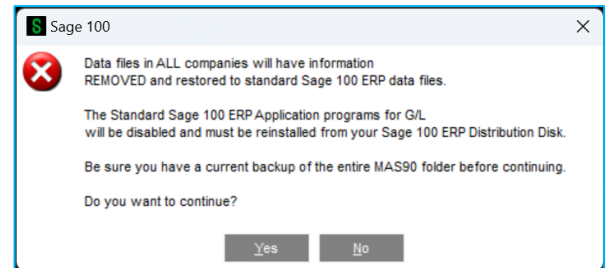 S Sage 100
Data files in ALL companies will have information
REMOVED and restored to standard Sage 100 ERP data files.
The Standard Sage 100 ERP Application programs for G/L
will be disabled and must be reinstalled from your Sage 100 ERP Distribution Disk.
Be sure you have a current backup of the entire MAS90 folder before continuing.
Do you want to continue?
Yes No